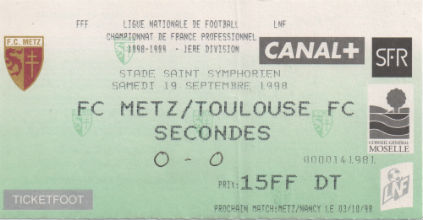 FFF LIGUE NATIONALE DE FOOTBALL LNF
CHAMPIONNAT DE FRANCE PROFESSIONNEL
1998-1999 - 1ERE DIVISION
F.C. METZ
CANAL+
SFR
STADE SAINT SYMPHORIEN
SAMEDI 19 SEPTEMBRE 1998
FC METZ/TOULOUSE FC
SECONDES
0 - 0
CONSEIL GENERAL
MOSELLE
0000141981
PRIX: 15FF DT
LNF
TICKETFOOT
PROCHAIN MATCH:METZ/NANCY LE 03/10/98